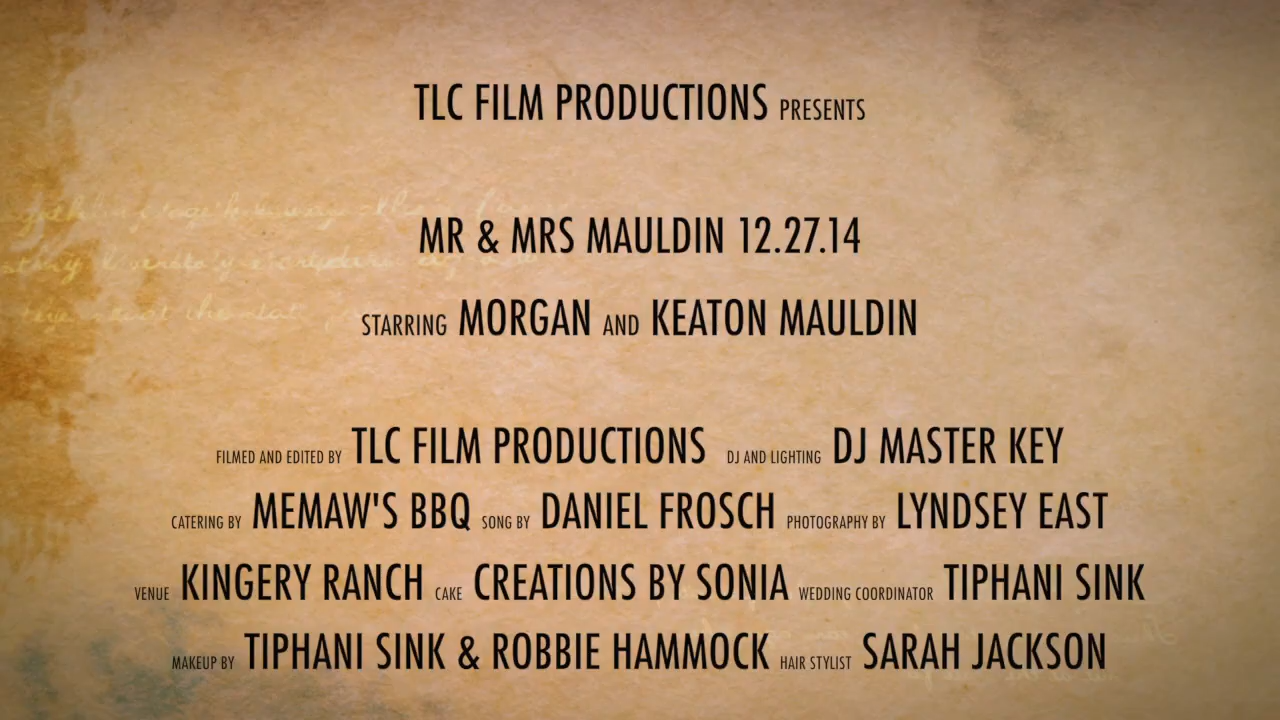 TLC FILM PRODUCTIONS PRESENTS
MR & MRS MAULDIN 12.27.14
STARRING MORGAN AND KEATON MAULDIN
FILMED AND EDITED BY TLC FILM PRODUCTIONS DJ AND LIGHTING DJ MASTER KEY
CATERING BY MEMAW'S BBQ SONG BY DANIEL FROSCH PHOTOGRAPHY BY LYNDSEY EAST
VENUE KINGERY RANCH CAKE CREATIONS BY SONIA WEDDING COORDINATOR TIPHANI SINK
MAKEUP BY TIPHANI SINK & ROBBIE HAMMOCK HAIR STYLIST SARAH JACKSON